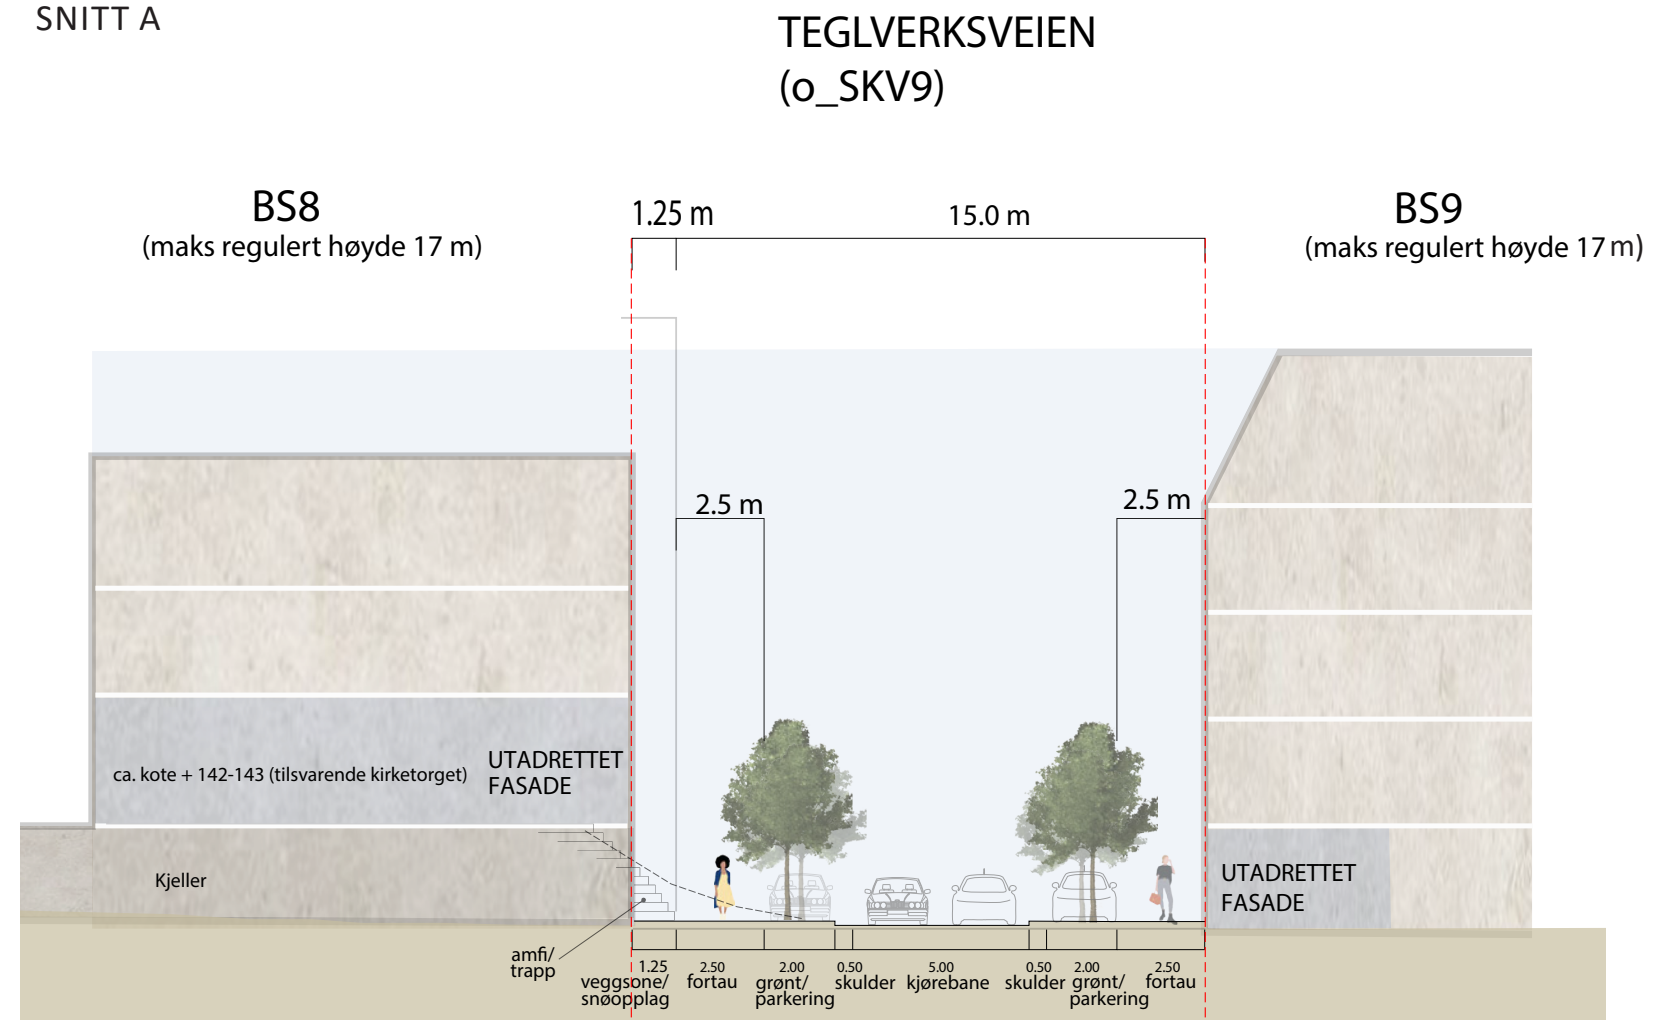 SNITT A
TEGLVERKSVEIEN
(o_SKV9)
BS8
(maks regulert høyde 17 m)
1.25 m
15.0 m
BS9
(maks regulert høyde 17 m)
2.5 m
2.5 m
UTADRETTET
FASADE
ca. kote + 142-143 (tilsvarende kirketorget)
Kjeller
UTADRETTET
FASADE
amfi/
trapp
1.25
veggsone/
snøopplag
2.50
fortau
2.00
grønt/
parkering
0.50
skulder
5.00
kjørebane
0.50
skulder
2.00
grønt/
parkering
2.50
fortau